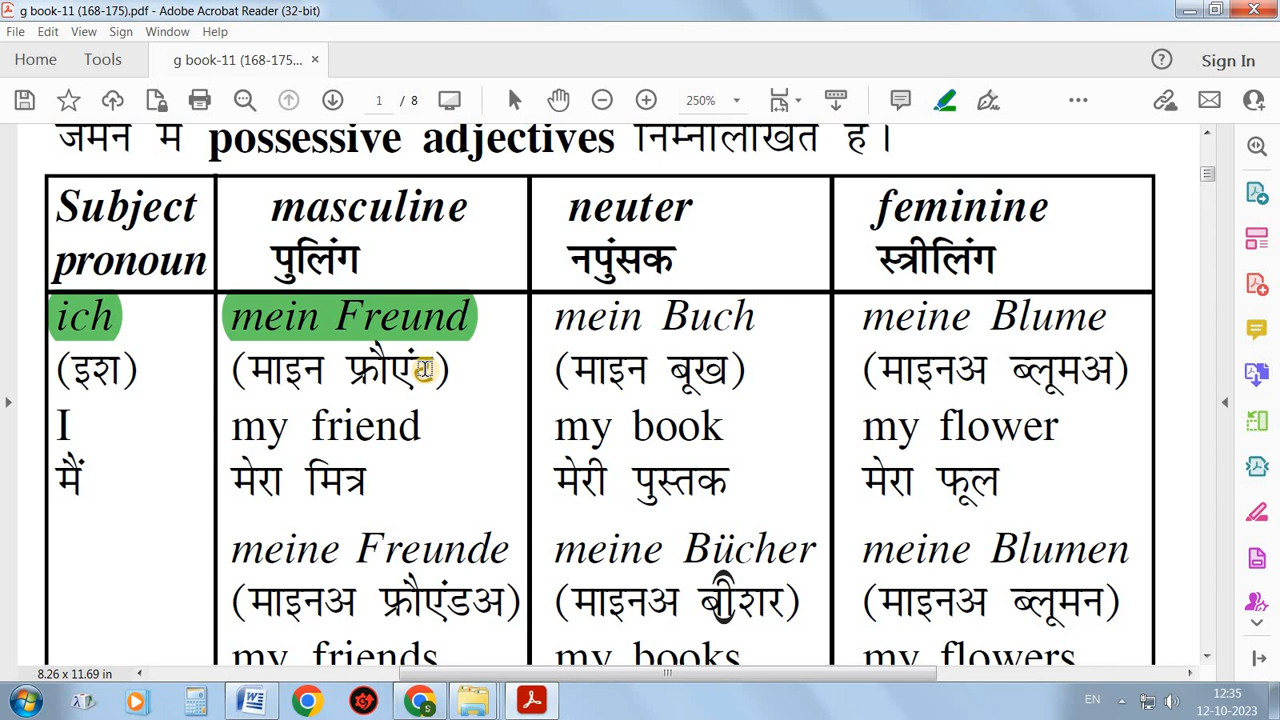 g book-11 (168-175).pdf - Adobe Acrobat Reader (32-bit)
File Edit View Sign Window Help
Home Tools g book-11 (168-175... × Sign In
1 / 8 250%
जर्मन में possessive adjectives निम्नलिखित हैं।
Subject pronoun masculine पुलिंग neuter नपुंसक feminine स्त्रीलिंग
ich mein Freund mein Buch meine Blume
(इश) (माइन (माइन बूख) (माइनअ ब्लूमअ)
I my friend my book my flower
मैं मेरा मित्र मेरी पुस्तक मेरा फूल
meine Freunde meine Bücher meine Blumen
(माइनअ फ्रौएंडअ) (माइनअ बीशर) (माइनअ ब्लूमन)
my friends my books my flowers
8.26 x 11.69 in
EN 12:35
12-10-2023